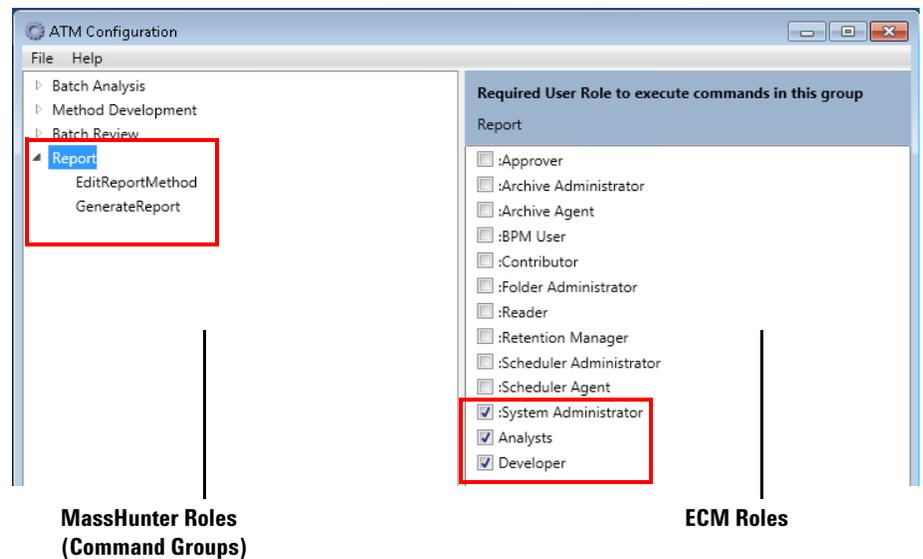 ATM Configuration
File Help
Batch Analysis
Method Development
Batch Review
Report
EditReportMethod
GenerateReport
Required User Role to execute commands in this group
Report
:Approver
:Archive Administrator
:Archive Agent
:BPM User
:Contributor
:Folder Administrator
:Reader
:Retention Manager
:Scheduler Administrator
:Scheduler Agent
:System Administrator
Analysts
Developer
MassHunter Roles
(Command Groups)
ECM Roles